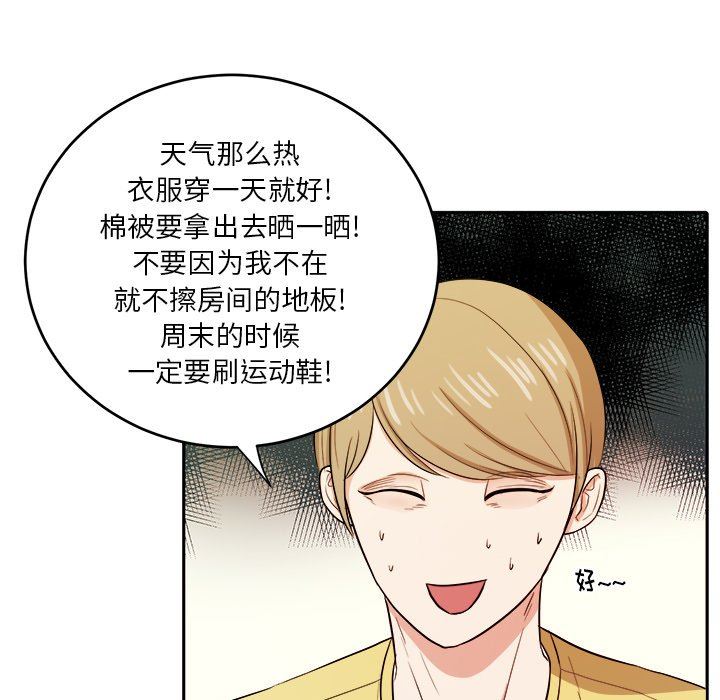 天气那么热
衣服穿一天就好!
棉被要拿出去晒一晒!
不要因为我不在
就不擦房间的地板!
周末的时候
一定要刷运动鞋!
好~~